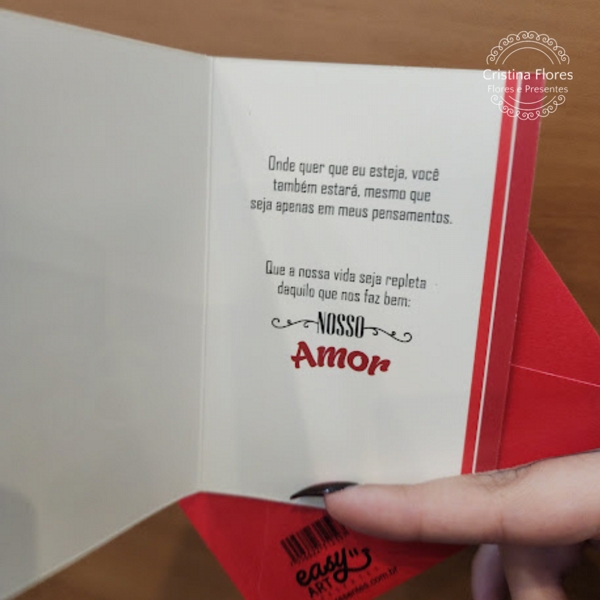 Cristina Flores
Flores e Presentes
Onde quer que eu esteja, você
também estará, mesmo que
seja apenas em meus pensamentos.
Que a nossa vida seja repleta
daquilo que nos faz bem:
NOSSO
Amor
easy
ART